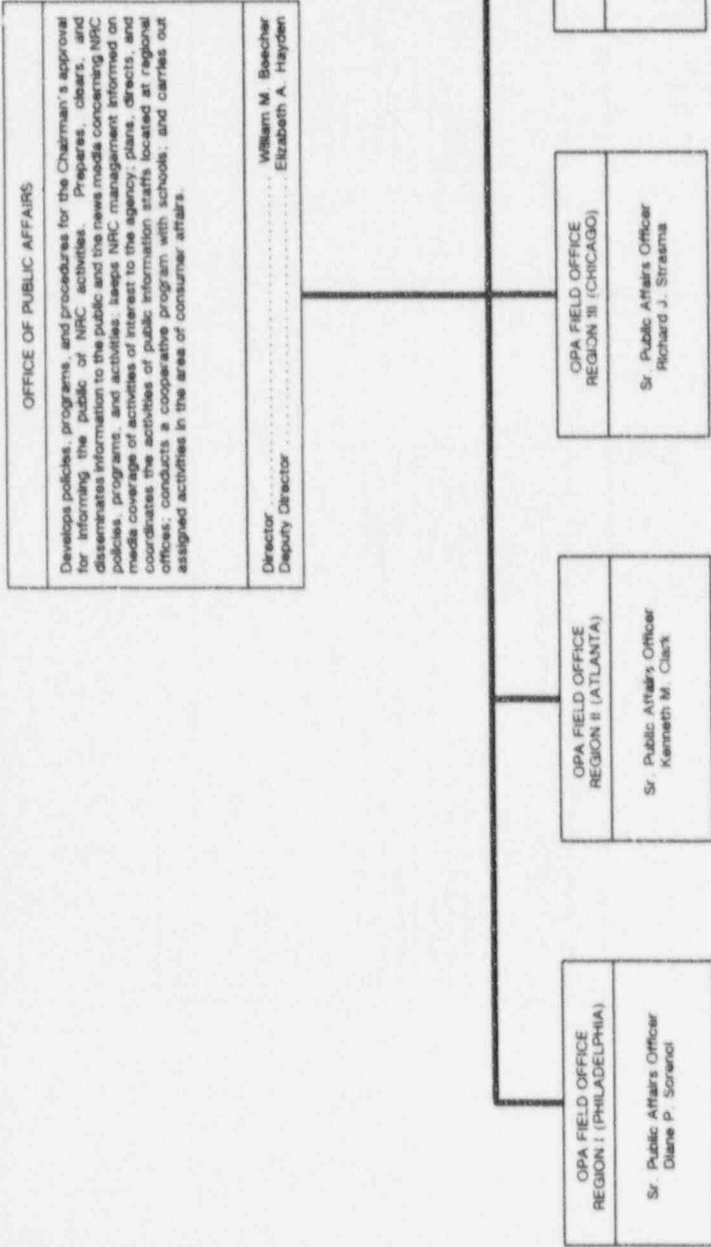 OFFICE OF PUBLIC AFFAIRS
Develops policies, programs, and procedures for the Chairman's approval
for informing the public of NRC activities. Prepares, clears, and
disseminates information to the public and the news media concerning NRC
policies, programs, and activities; keeps NRC management informed on
media coverage of activities of interest to the agency; plans, directs, and
coordinates the activities of public information staffs located at regional
offices; conducts a cooperative program with schools; and carries out
assigned activities in the area of consumer affairs.
Director .......... William M. Beecher
Deputy Director .......... Elizabeth A. Hayden
OPA FIELD OFFICE
REGION I (PHILADELPHIA)
Sr. Public Affairs Officer
Diane P. Sorenol
OPA FIELD OFFICE
REGION II (ATLANTA)
Sr. Public Affairs Officer
Kenneth M. Clark
OPA FIELD OFFICE
REGION III (CHICAGO)
Sr. Public Affairs Officer
Richard J. Strasma